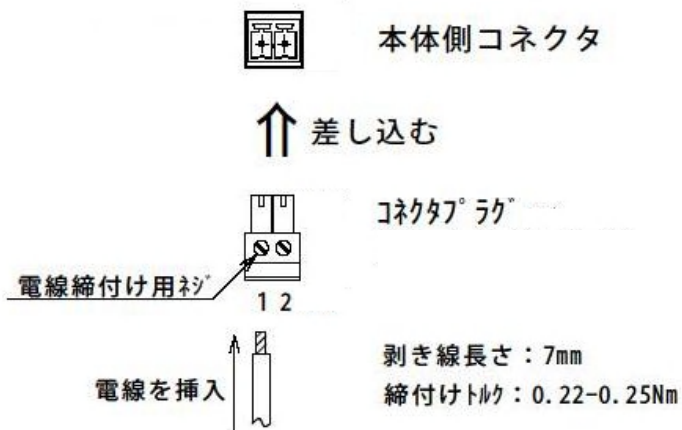 本体側コネクタ
差し込む
ｺﾈｸﾀﾌﾟﾗｸﾞ
電線締付け用ﾈｼﾞ
1 2
電線を挿入
剥き線長さ：7mm
締付けﾄﾙｸ：0.22-0.25Nm